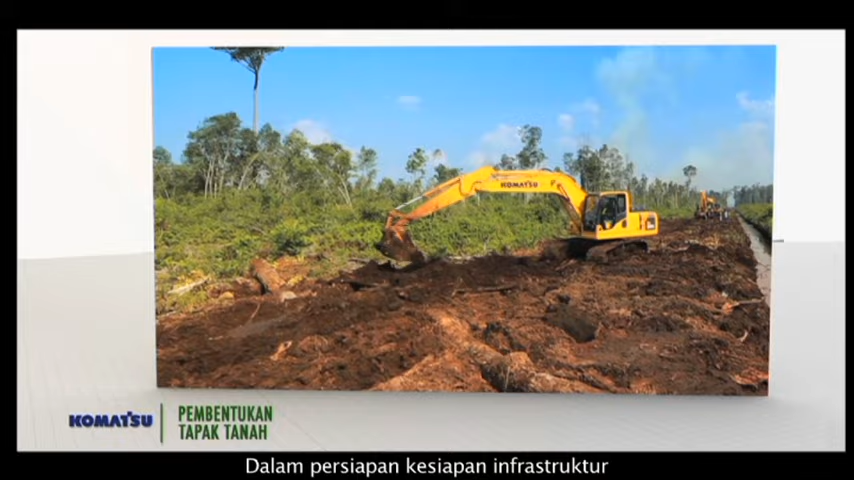 KOMATSU
KOMATSU
PEMBENTUKAN
TAPAK TANAH
Dalam persiapan kesiapan infrastruktur